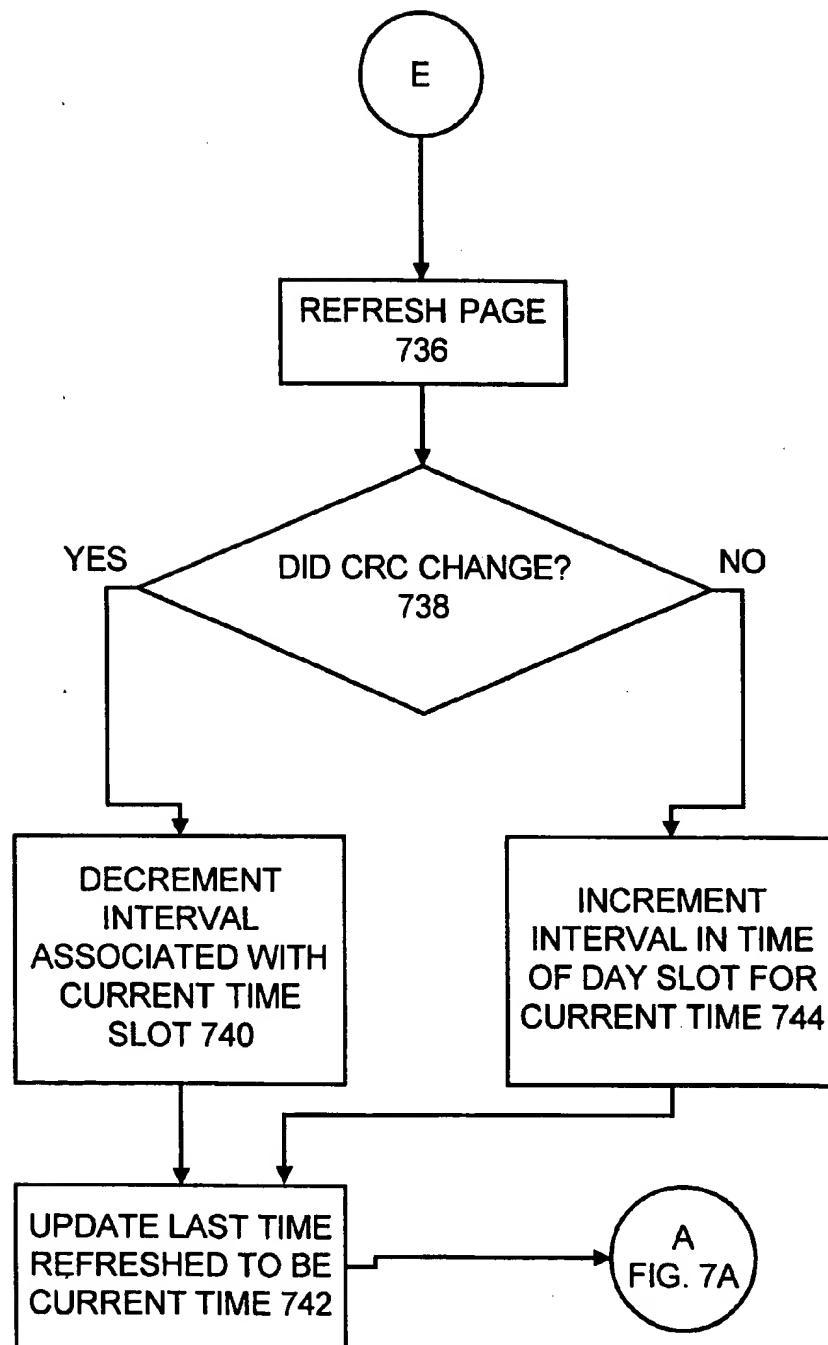 E
REFRESH PAGE
736
DID CRC CHANGE?
738
YES
NO
DECREMENT
INTERVAL
ASSOCIATED WITH
CURRENT TIME
SLOT 740
INCREMENT
INTERVAL IN TIME
OF DAY SLOT FOR
CURRENT TIME 744
UPDATE LAST TIME
REFRESHED TO BE
CURRENT TIME 742
A
FIG. 7A